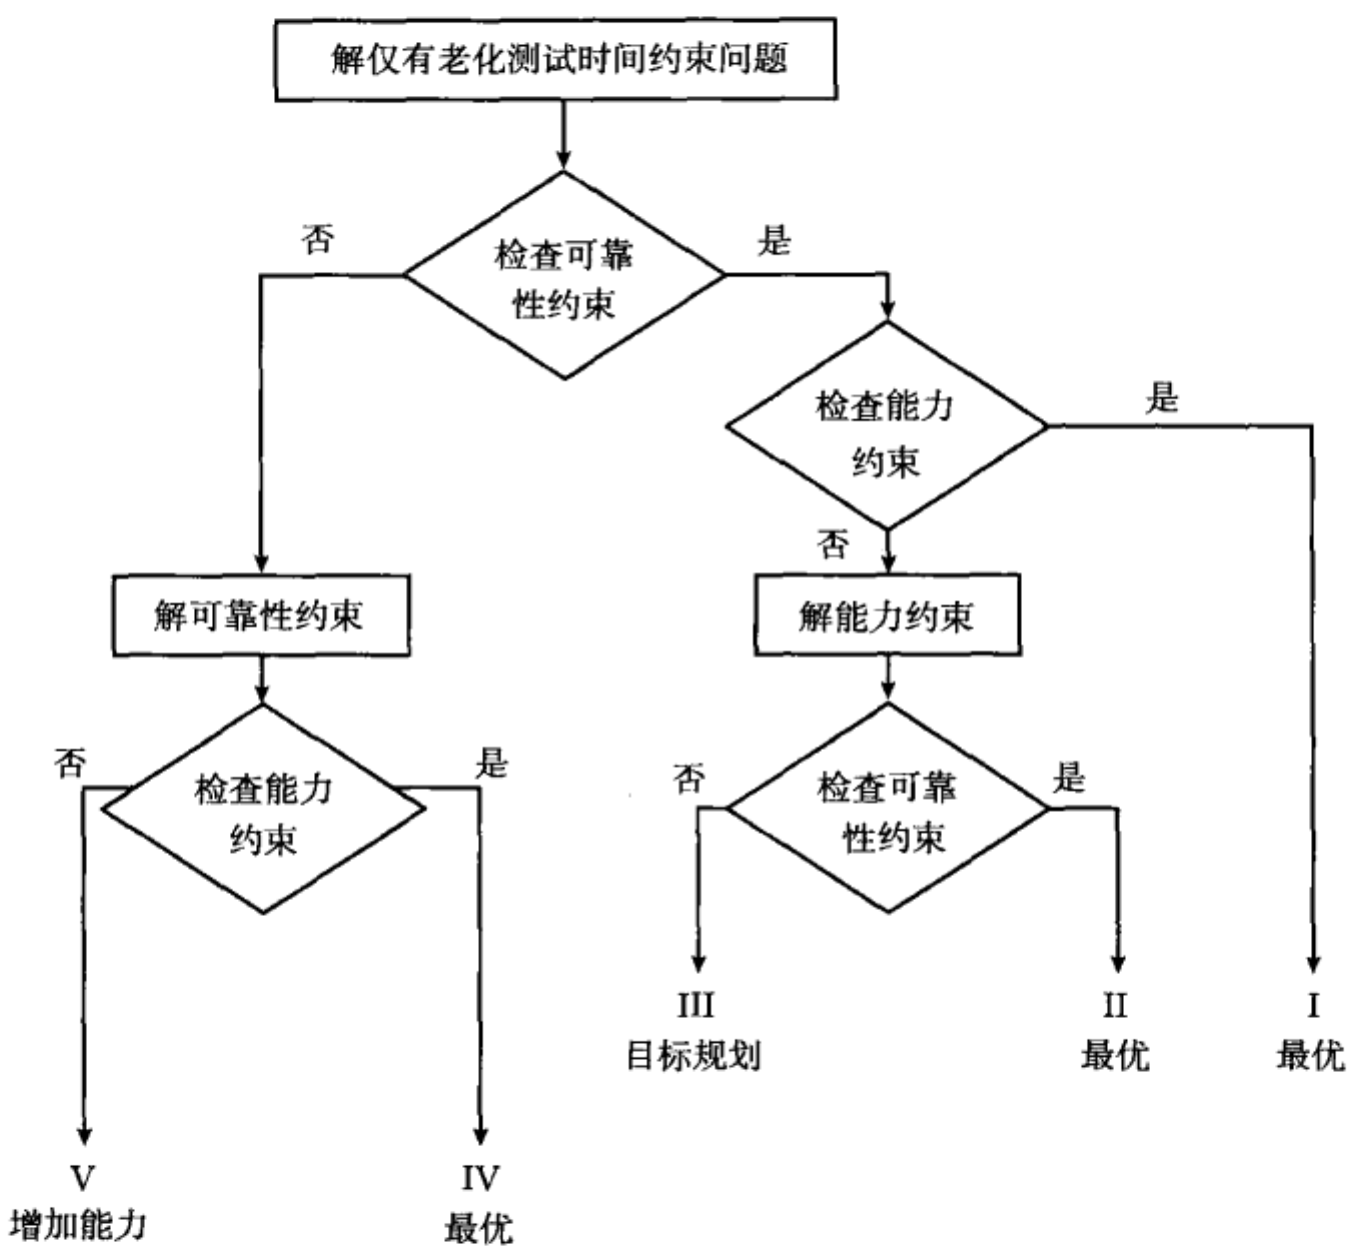 解仅有老化测试时间约束问题
否
是
检查可靠
性约束
检查能力
约束
是
否
解可靠性约束
解能力约束
否
检查能力
约束
是
否
检查可靠
性约束
是
III
目标规划
II
最优
I
最优
V
增加能力
IV
最优